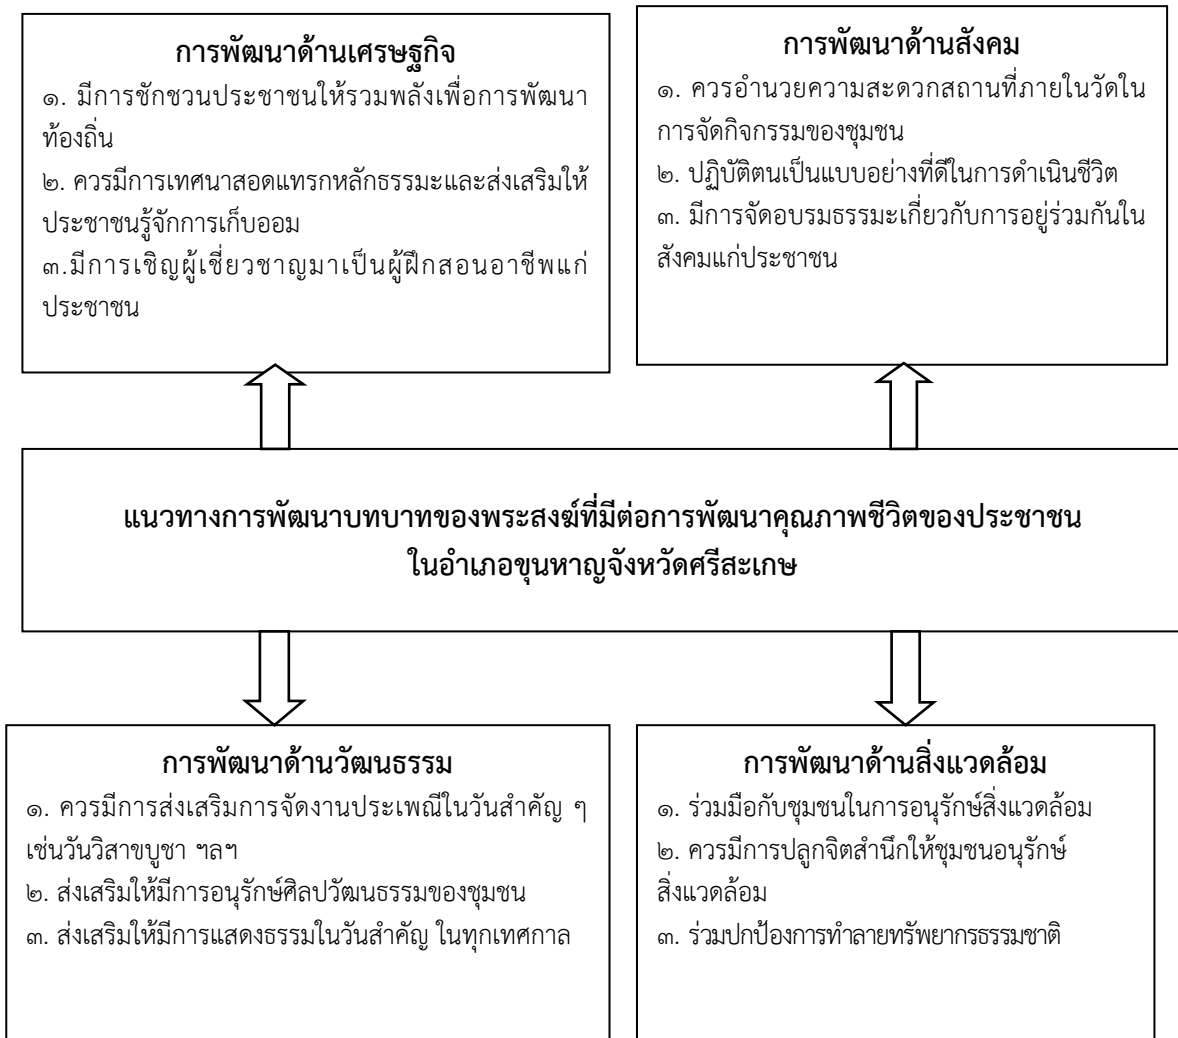 การพัฒนาด้านเศรษฐกิจ
๑. มีการชักชวนประชาชนให้รวมพลังเพื่อการพัฒนา
ท้องถิ่น
๒. ควรมีการเทศนาสอดแทรกหลักธรรมะและส่งเสริมให้
ประชาชนรู้จักการเก็บออม
๓.มีการเชิญผู้เชี่ยวชาญมาเป็นผู้ฝึกสอนอาชีพแก่
ประชาชน
การพัฒนาด้านสังคม
๑. ควรอำนวยความสะดวกสถานที่ภายในวัดใน
การจัดกิจกรรมของชุมชน
๒. ปฏิบัติตนเป็นแบบอย่างที่ดีในการดำเนินชีวิต
๓. มีการจัดอบรมธรรมะเกี่ยวกับการอยู่ร่วมกันใน
สังคมแก่ประชาชน
แนวทางการพัฒนาบทบาทของพระสงฆ์ที่มีต่อการพัฒนาคุณภาพชีวิตของประชาชน
ในอำเภอขุนหาญจังหวัดศรีสะเกษ
การพัฒนาด้านวัฒนธรรม
๑. ควรมีการส่งเสริมการจัดงานประเพณีในวันสำคัญ ๆ
เช่นวันวิสาขบูชา ฯลฯ
๒. ส่งเสริมให้มีการอนุรักษ์ศิลปวัฒนธรรมของชุมชน
๓. ส่งเสริมให้มีการแสดงธรรมในวันสำคัญ ในทุกเทศกาล
การพัฒนาด้านสิ่งแวดล้อม
๑. ร่วมมือกับชุมชนในการอนุรักษ์สิ่งแวดล้อม
๒. ควรมีการปลูกจิตสำนึกให้ชุมชนอนุรักษ์
สิ่งแวดล้อม
๓. ร่วมปกป้องการทำลายทรัพยากรธรรมชาติ